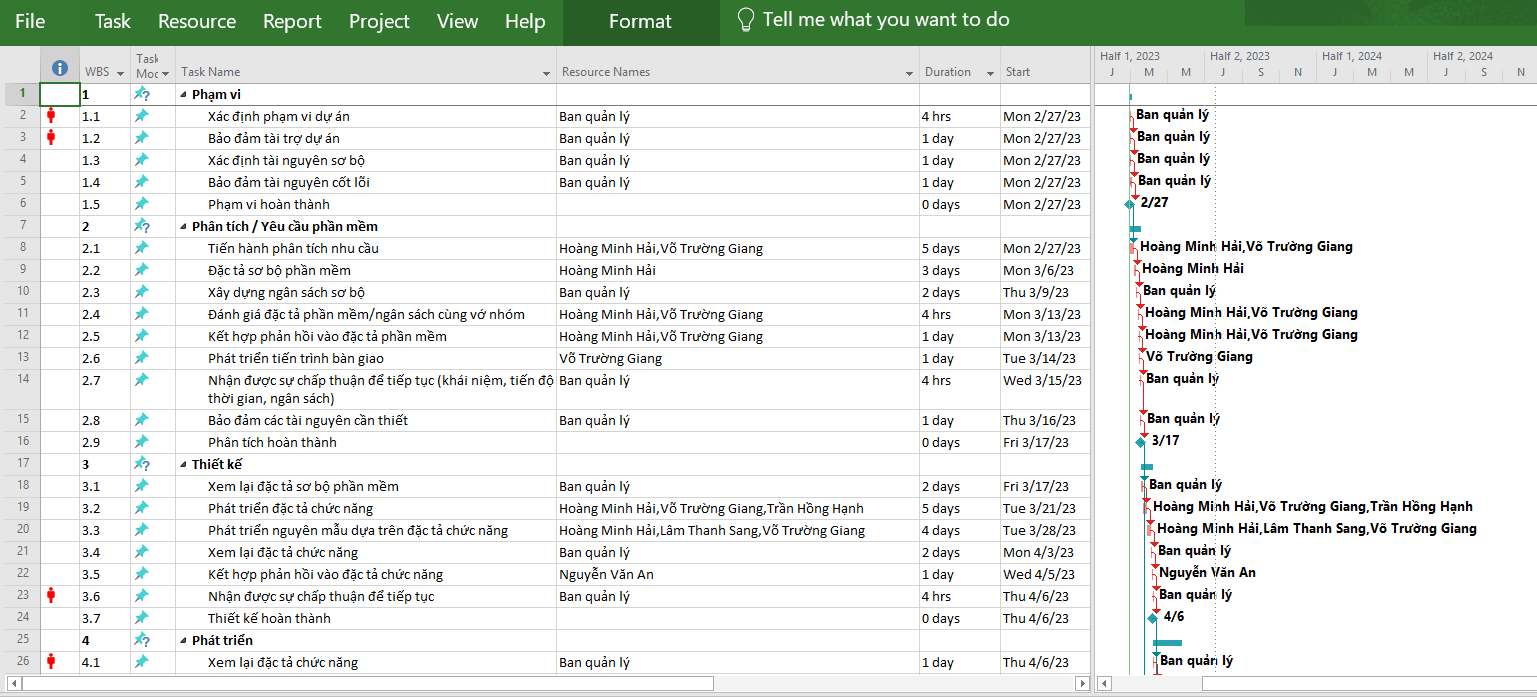 File Task Resource Report Project View Help Format Tell me what you want to do
WBS Task Mod Task Name Resource Names Duration Start
Half 1, 2023 Half 2, 2023 Half 1, 2024 Half 2, 2024
J M M J S N J M M J S N
1 1 Phạm vi
2 1.1 Xác định phạm vi dự án Ban quản lý 4 hrs Mon 2/27/23 Ban quản lý
3 1.2 Bảo đảm tài trợ dự án Ban quản lý 1 day Mon 2/27/23 Ban quản lý
4 1.3 Xác định tài nguyên sơ bộ Ban quản lý 1 day Mon 2/27/23 Ban quản lý
5 1.4 Bảo đảm tài nguyên cốt lõi Ban quản lý 1 day Mon 2/27/23 Ban quản lý
6 1.5 Phạm vi hoàn thành 0 days Mon 2/27/23 2/27
7 2 Phân tích / Yêu cầu phần mềm
8 2.1 Tiến hành phân tích nhu cầu Hoàng Minh Hải,Võ Trường Giang 5 days Mon 2/27/23 Hoàng Minh Hải,Võ Trường Giang
9 2.2 Đặc tả sơ bộ phần mềm Hoàng Minh Hải 3 days Mon 3/6/23 Hoàng Minh Hải
10 2.3 Xây dựng ngân sách sơ bộ Ban quản lý 2 days Thu 3/9/23 Ban quản lý
11 2.4 Đánh giá đặc tả phần mềm/ngân sách cùng vớ nhóm Hoàng Minh Hải,Võ Trường Giang 4 hrs Mon 3/13/23 Hoàng Minh Hải,Võ Trường Giang
12 2.5 Kết hợp phản hồi vào đặc tả phần mềm Hoàng Minh Hải,Võ Trường Giang 1 day Mon 3/13/23 Hoàng Minh Hải,Võ Trường Giang
13 2.6 Phát triển tiến trình bàn giao Võ Trường Giang 1 day Tue 3/14/23 Võ Trường Giang
14 2.7 Nhận được sự chấp thuận để tiếp tục (khái niệm, tiến độ Ban quản lý 4 hrs Wed 3/15/23 Ban quản lý
thời gian, ngân sách)
15 2.8 Bảo đảm các tài nguyên cần thiết Ban quản lý 1 day Thu 3/16/23 Ban quản lý
16 2.9 Phân tích hoàn thành 0 days Fri 3/17/23 3/17
17 3 Thiết kế
18 3.1 Xem lại đặc tả sơ bộ phần mềm Ban quản lý 2 days Fri 3/17/23 Ban quản lý
19 3.2 Phát triển đặc tả chức năng Hoàng Minh Hải,Võ Trường Giang,Trần Hồng Hạnh 5 days Tue 3/21/23 Hoàng Minh Hải,Võ Trường Giang,Trần Hồng Hạnh
20 3.3 Phát triển nguyên mẫu dựa trên đặc tả chức năng Hoàng Minh Hải,Lâm Thanh Sang,Võ Trường Giang 4 days Tue 3/28/23 Hoàng Minh Hải,Lâm Thanh Sang,Võ Trường Giang
21 3.4 Xem lại đặc tả chức năng Ban quản lý 2 days Mon 4/3/23 Ban quản lý
22 3.5 Kết hợp phản hồi vào đặc tả chức năng Nguyễn Văn An 1 day Wed 4/5/23 Nguyễn Văn An
23 3.6 Nhận được sự chấp thuận để tiếp tục Ban quản lý 4 hrs Thu 4/6/23 Ban quản lý
24 3.7 Thiết kế hoàn thành 0 days Thu 4/6/23 4/6
25 4 Phát triển
26 4.1 Xem lại đặc tả chức năng Ban quản lý 1 day Thu 4/6/23 Ban quản lý